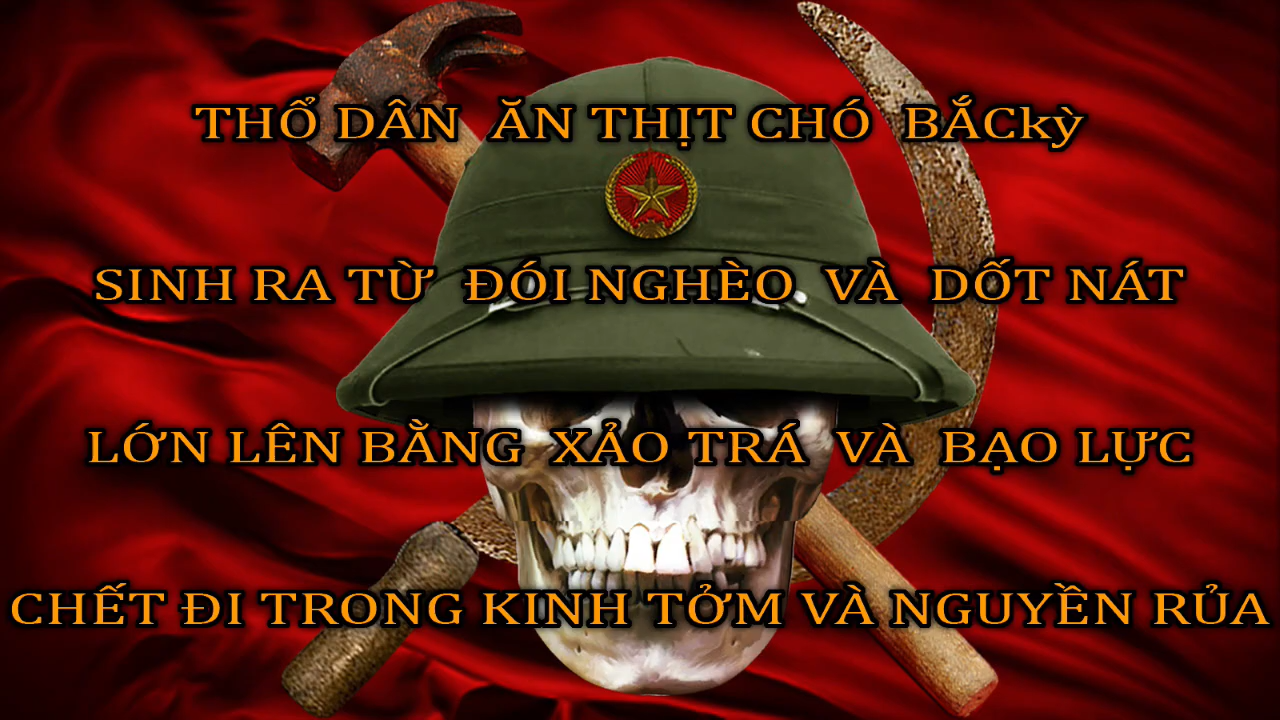 THỔ DÂN ĂN THỊT CHÓ BẮCkỳ
SINH RA TỪ ĐÓI NGHÈO VÀ DỐT NÁT
LỚN LÊN BẰNG XẢO TRÁ VÀ BẠO LỰC
CHẾT ĐI TRONG KINH TỞM VÀ NGUYỀN RỦA